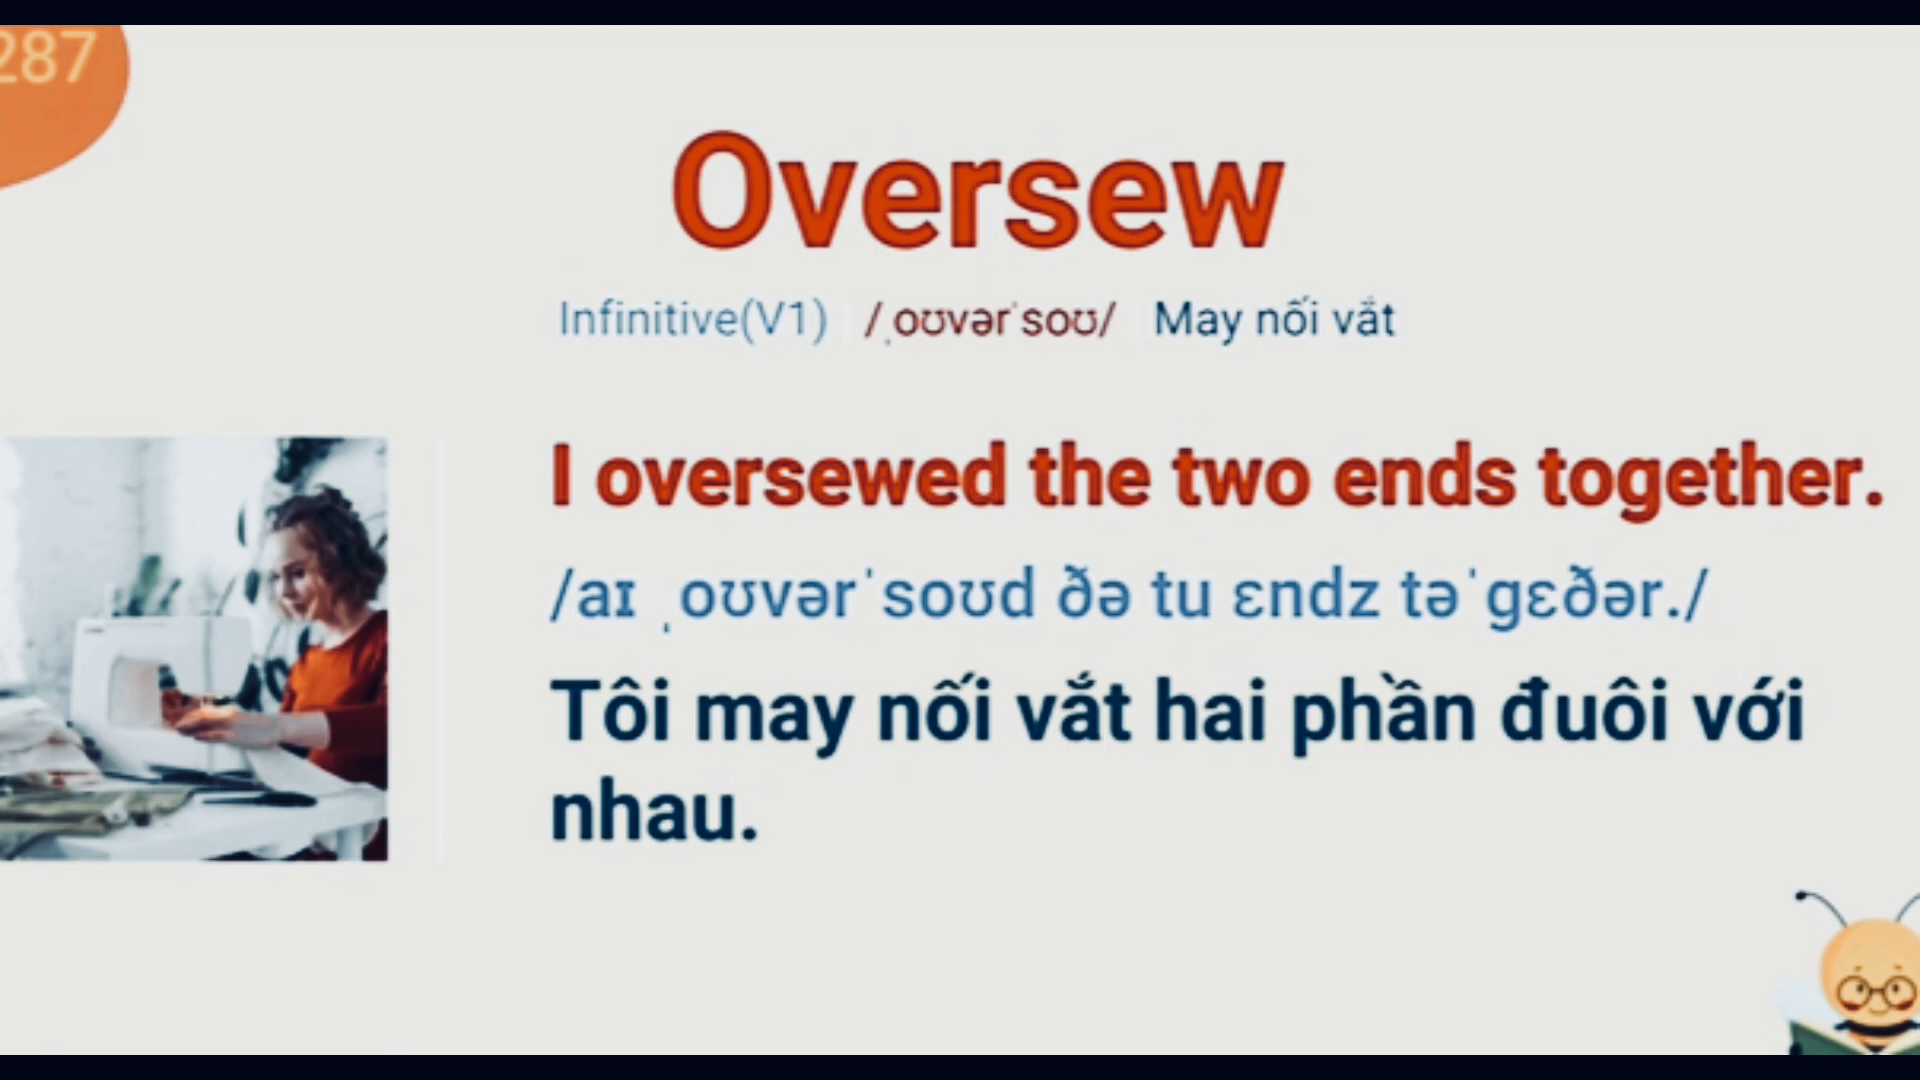 287
Oversew
Infinitive(V1) /ˌoʊvərˈsoʊ/ May nối vắt
I oversewed the two ends together.
/aɪ ˌoʊvərˈsoʊd ðə tu ɛndz təˈgɛðər./
Tôi may nối vắt hai phần đuôi với
nhau.